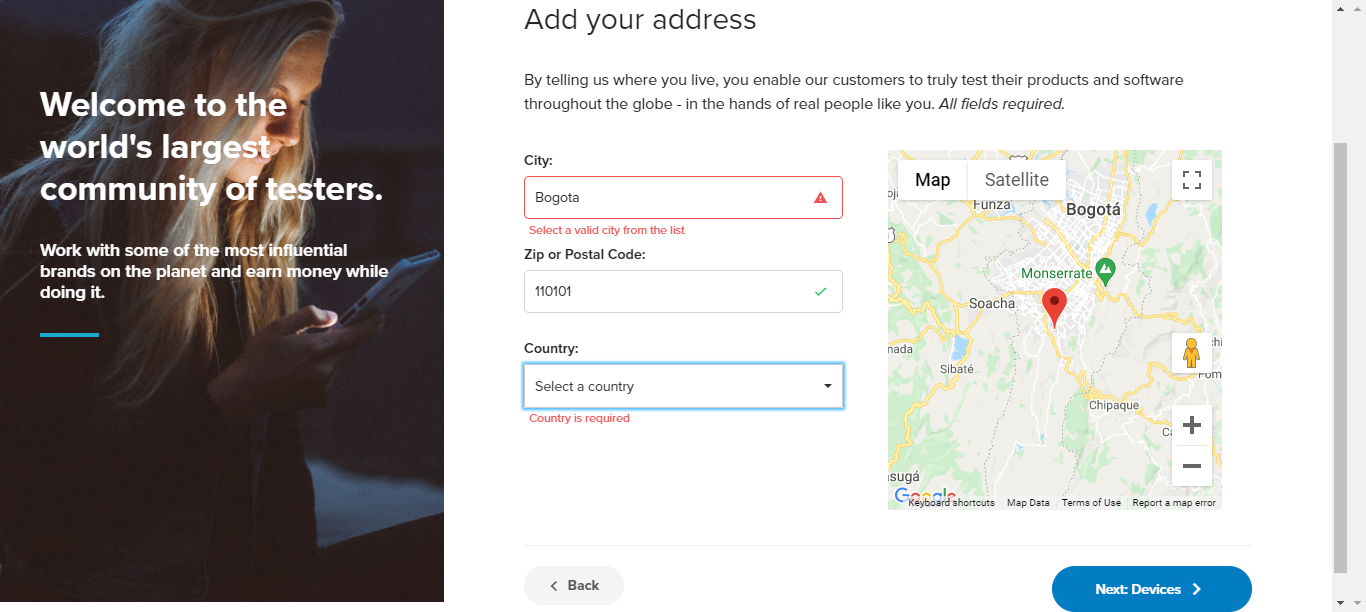 Welcome to the
world's largest
community of testers.
Work with some of the most influential
brands on the planet and earn money while
doing it.
Add your address
By telling us where you live, you enable our customers to truly test their products and software
throughout the globe - in the hands of real people like you. All fields required.
City:
Bogota
Select a valid city from the list
Zip or Postal Code:
110101
Country:
Select a country
Country is required
Map
Satellite
Funza
Bogotá
Monserrate
Soacha
Sibaté
Chipaque
Google
Keyboard shortcuts
Map Data
Terms of Use
Report a map error
Back
Next: Devices